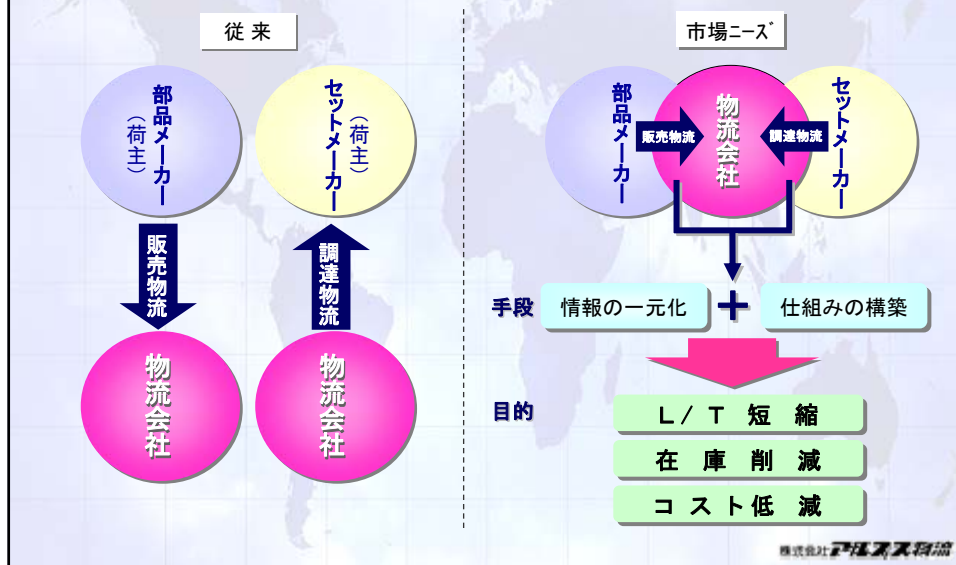 従来
部品メーカー
（荷主）
セットメーカー
（荷主）
販売物流
調達物流
物流会社
物流会社
市場ニーズ
部品メーカー
販売物流
物流会社
調達物流
セットメーカー
手段
情報の一元化
＋
仕組みの構築
目的
L/T短縮
在庫削減
コスト低減
株式会社アルプス物流